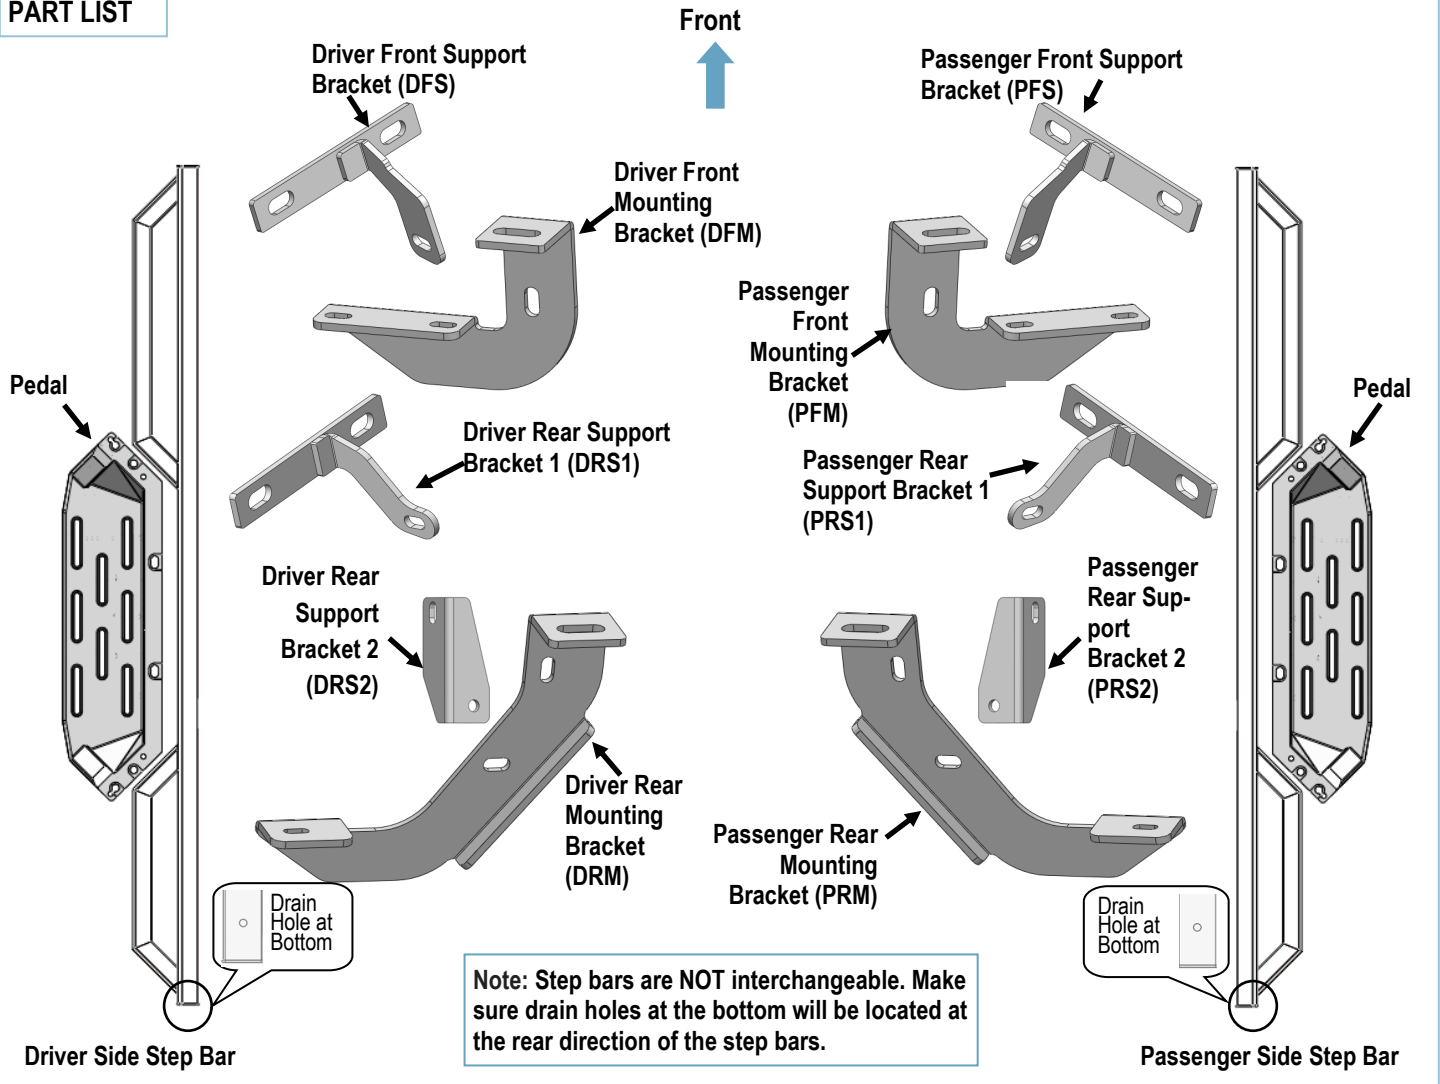 PART LIST
Front
Driver Front Support
Bracket (DFS)
Passenger Front Support
Bracket (PFS)
Driver Front
Mounting
Bracket (DFM)
Passenger
Front
Mounting
Bracket
(PFM)
Pedal
Pedal
Driver Rear Support
Bracket 1 (DRS1)
Passenger Rear
Support Bracket 1
(PRS1)
Driver Rear
Support
Bracket 2
(DRS2)
Passenger
Rear Sup-
port
Bracket 2
(PRS2)
Driver Rear
Mounting
Bracket
(DRM)
Passenger Rear
Mounting
Bracket (PRM)
Drain
Hole at
Bottom
Drain
Hole at
Bottom
Note: Step bars are NOT interchangeable. Make
sure drain holes at the bottom will be located at
the rear direction of the step bars.
Driver Side Step Bar
Passenger Side Step Bar